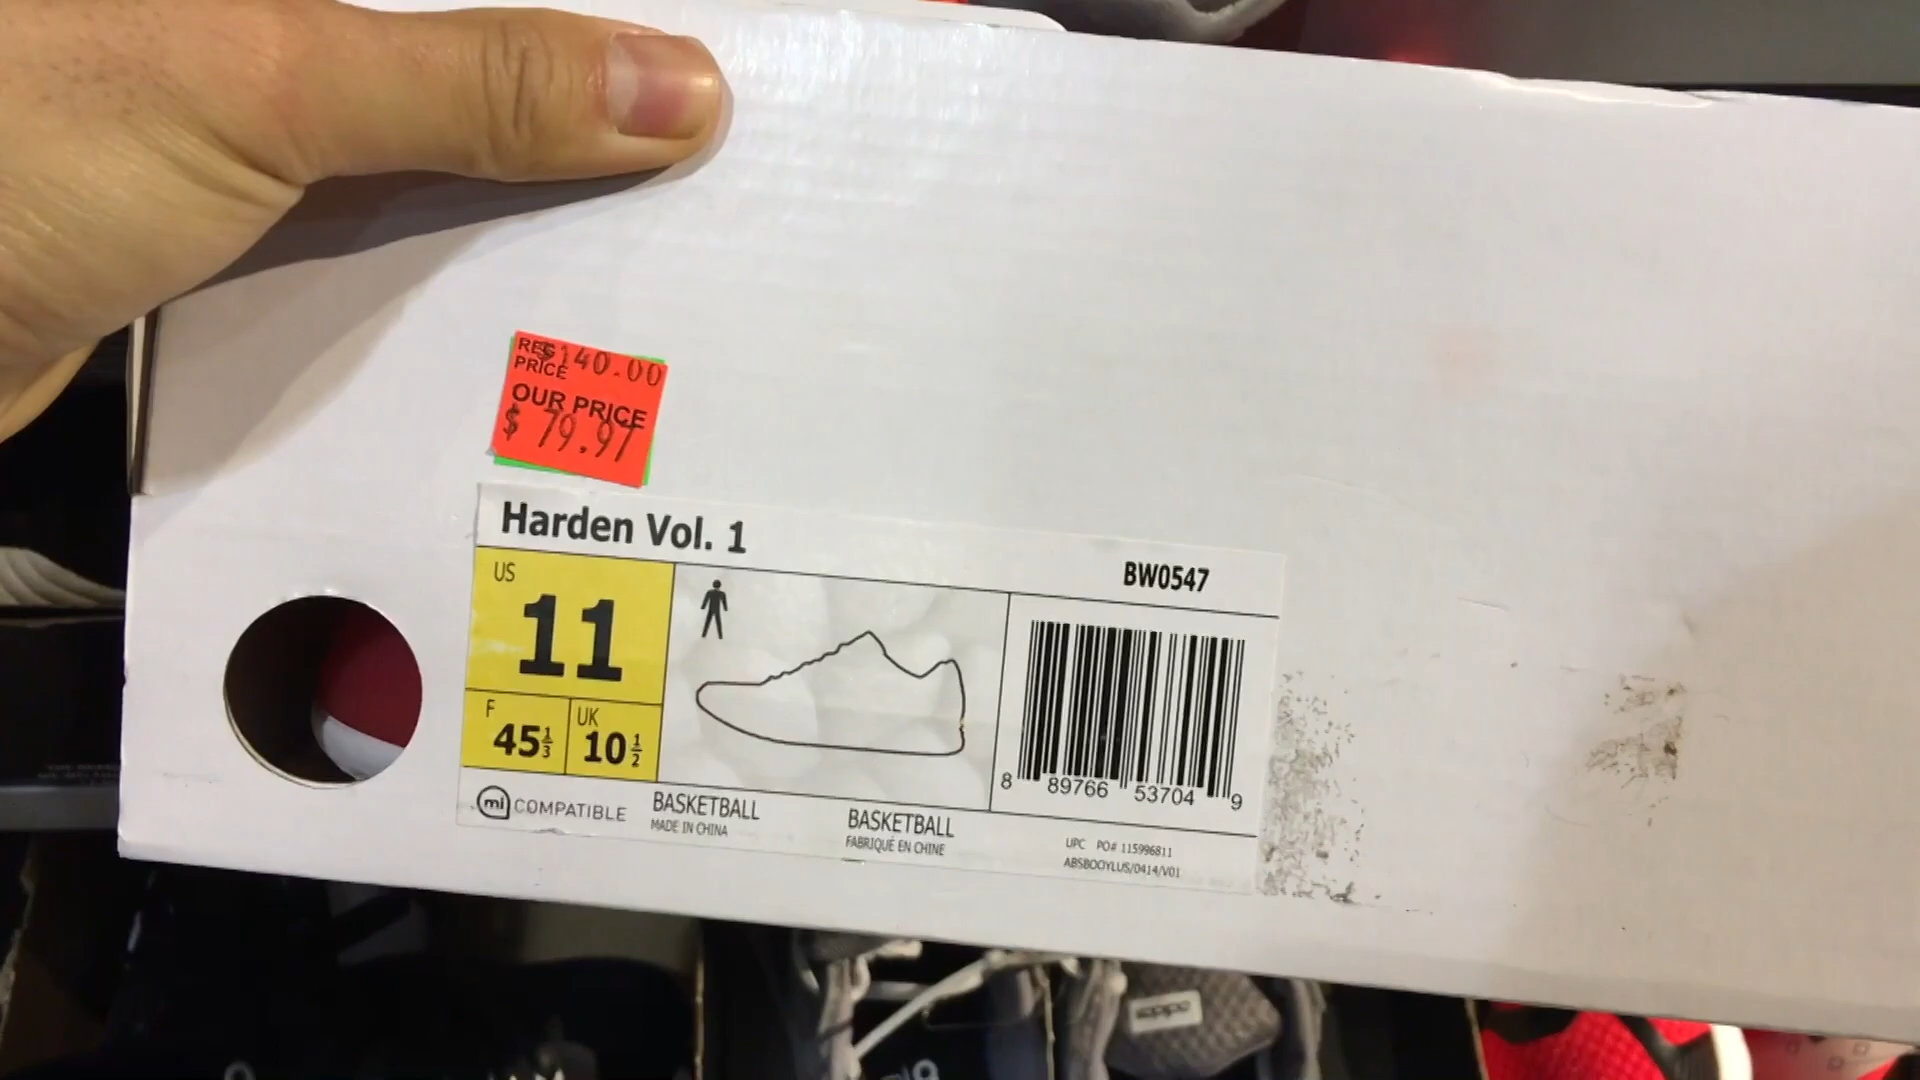 REG PRICE $140.00
OUR PRICE
$ 79.97
Harden Vol. 1
BW0547
US
11
F
45 1/3
UK
10 1/2
8 89766 53704 9
mi COMPATIBLE
BASKETBALL
MADE IN CHINA
BASKETBALL
FABRIQUÉ EN CHINE
UPC PO# 115996811
ABSBOOYLUS/0414/V01
adidas